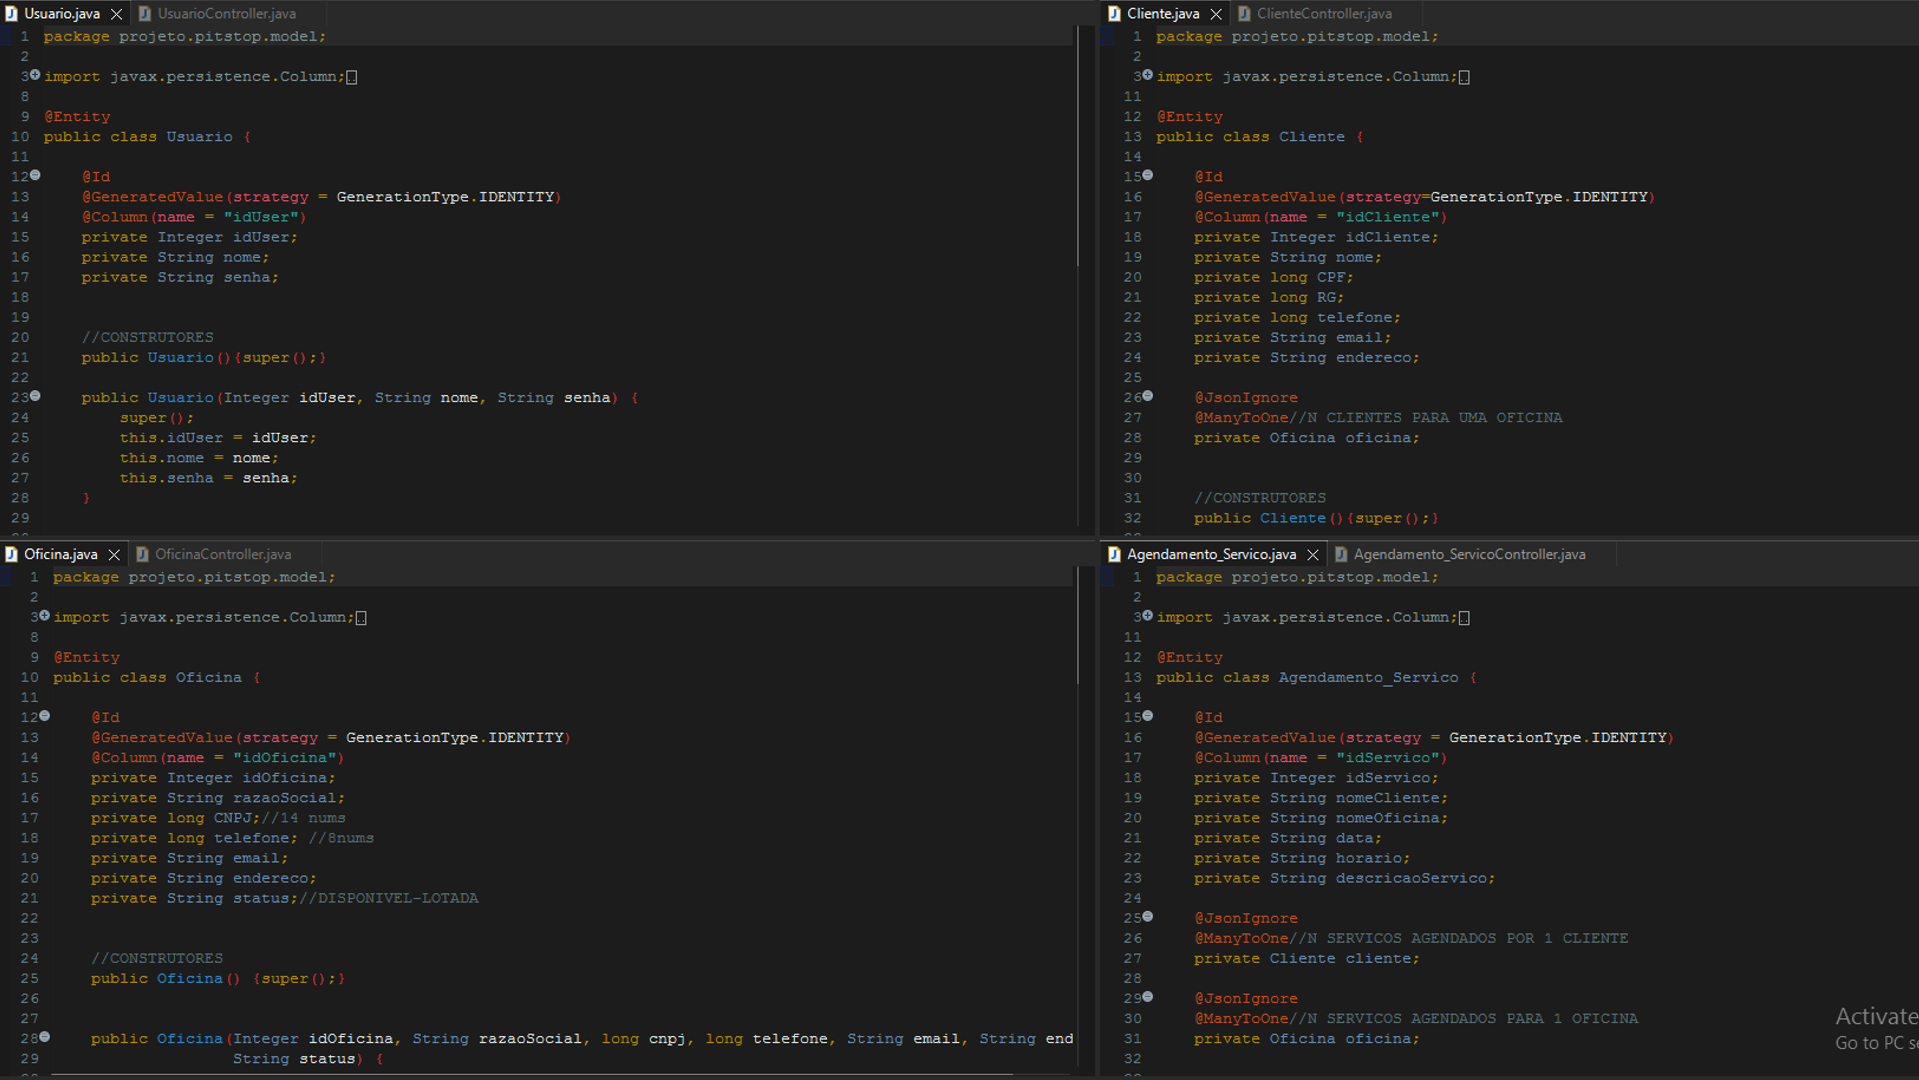 Usuario.java
UsuarioController.java
1 package projeto.pitstop.model;
2
3 import javax.persistence.Column;
8
9 @Entity
10 public class Usuario {
11
12 @Id
13 @GeneratedValue(strategy = GenerationType.IDENTITY)
14 @Column(name = "idUser")
15 private Integer idUser;
16 private String nome;
17 private String senha;
18
19
20 //CONSTRUTORES
21 public Usuario(){super();}
22
23 public Usuario(Integer idUser, String nome, String senha) {
24 super();
25 this.idUser = idUser;
26 this.nome = nome;
27 this.senha = senha;
28 }
29
Cliente.java
ClienteController.java
1 package projeto.pitstop.model;
2
3 import javax.persistence.Column;
11
12 @Entity
13 public class Cliente {
14
15 @Id
16 @GeneratedValue(strategy=GenerationType.IDENTITY)
17 @Column(name = "idCliente")
18 private Integer idCliente;
19 private String nome;
20 private long CPF;
21 private long RG;
22 private long telefone;
23 private String email;
24 private String endereco;
25
26 @JsonIgnore
27 @ManyToOne//N CLIENTES PARA UMA OFICINA
28 private Oficina oficina;
29
30
31 //CONSTRUTORES
32 public Cliente(){super();}
Oficina.java
OficinaController.java
1 package projeto.pitstop.model;
2
3 import javax.persistence.Column;
8
9 @Entity
10 public class Oficina {
11
12 @Id
13 @GeneratedValue(strategy = GenerationType.IDENTITY)
14 @Column(name = "idOficina")
15 private Integer idOficina;
16 private String razaoSocial;
17 private long CNPJ;//14 nums
18 private long telefone; //8nums
19 private String email;
20 private String endereco;
21 private String status;//DISPONIVEL-LOTADA
22
23
24 //CONSTRUTORES
25 public Oficina() {super();}
26
27
28 public Oficina(Integer idOficina, String razaoSocial, long cnpj, long telefone, String email, String end
29 String status) {
Agendamento_Servico.java
Agendamento_ServicoController.java
1 package projeto.pitstop.model;
2
3 import javax.persistence.Column;
11
12 @Entity
13 public class Agendamento_Servico {
14
15 @Id
16 @GeneratedValue(strategy = GenerationType.IDENTITY)
17 @Column(name = "idServico")
18 private Integer idServico;
19 private String nomeCliente;
20 private String nomeOficina;
21 private String data;
22 private String horario;
23 private String descricaoServico;
24
25 @JsonIgnore
26 @ManyToOne//N SERVICOS AGENDADOS POR 1 CLIENTE
27 private Cliente cliente;
28
29 @JsonIgnore
30 @ManyToOne//N SERVICOS AGENDADOS PARA 1 OFICINA
31 private Oficina oficina;
32
Activate
Go to PC se